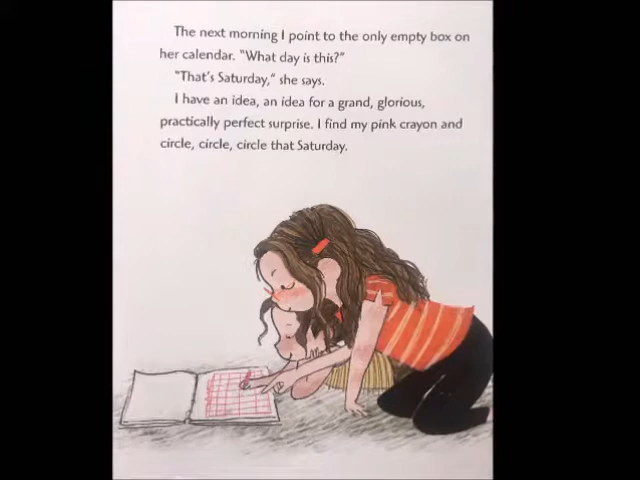 The next morning I point to the only empty box on
her calendar. "What day is this?"
"That's Saturday," she says.
I have an idea, an idea for a grand, glorious,
practically perfect surprise. I find my pink crayon and
circle, circle, circle that Saturday.